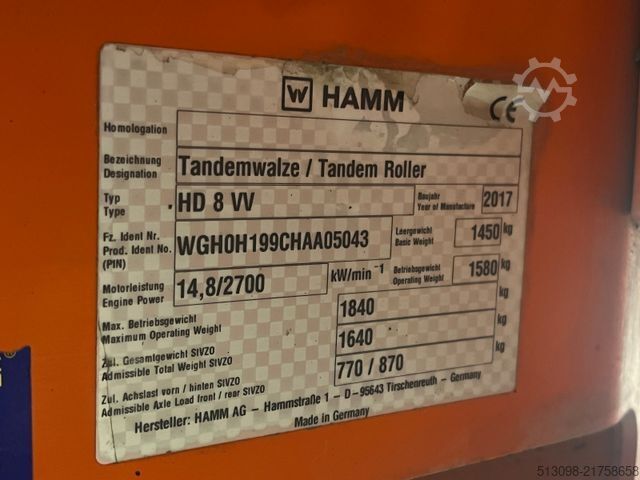 W HAMM
CE
Homologation
Bezeichnung
Designation
Tandemwalze / Tandem Roller
Typ
Type
HD 8 VV
Baujahr
Year of Manufacture
2017
Fz. Ident Nr.
Prod. Ident No.
(PIN)
WGH0H199CHAA05043
Leergewicht
Basic Weight
1450 kg
Motorleistung
Engine Power
14,8/2700
kW/min⁻¹
Betriebsgewicht
Operating Weight
1580 kg
Max. Betriebsgewicht
Maximum Operating Weight
1840 kg
Zul. Gesamtgewicht StVZO
Admissible Total Weight StVZO
1640 kg
Zul. Achslast vorn / hinten StVZO
Admissible Axle Load front / rear StVZO
770 / 870
Hersteller: HAMM AG – Hammstraße 1 – D – 95643 Tirschenreuth – Germany
Made in Germany
i
513098-21758658